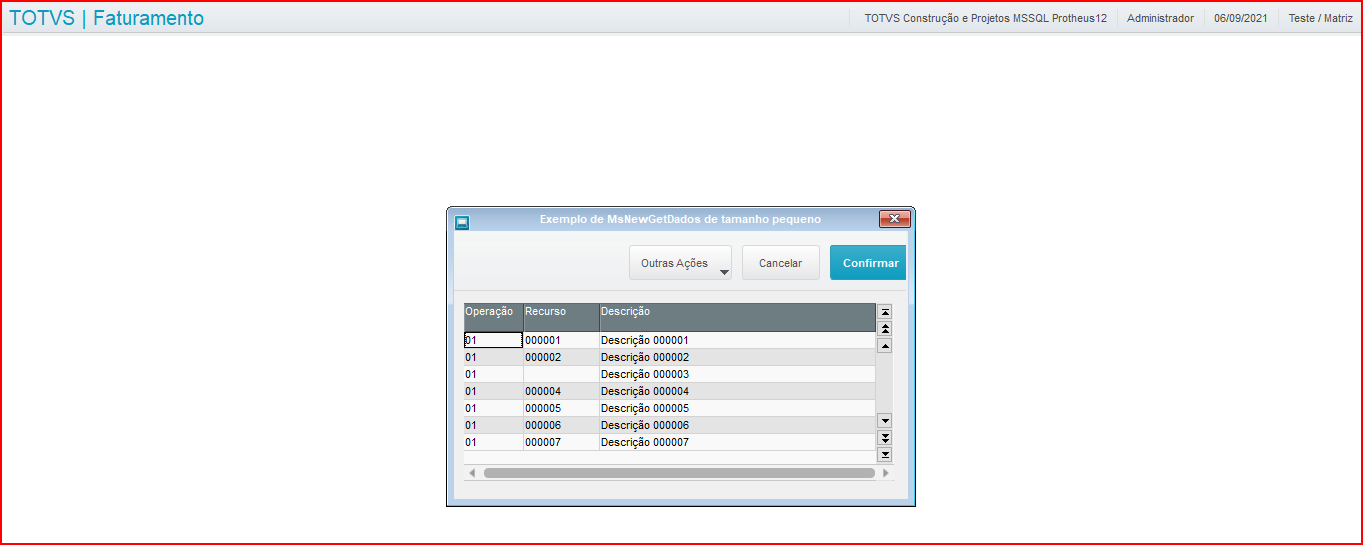 TOTVS | Faturamento TOTVS Construção e Projetos MSSQL Protheus12 Administrador 06/09/2021 Teste / Matriz
Exemplo de MsNewGetDados de tamanho pequeno
Outras Ações Cancelar Confirmar
Operação Recurso Descrição
01 000001 Descrição 000001
01 000002 Descrição 000002
01 Descrição 000003
01 000004 Descrição 000004
01 000005 Descrição 000005
01 000006 Descrição 000006
01 000007 Descrição 000007